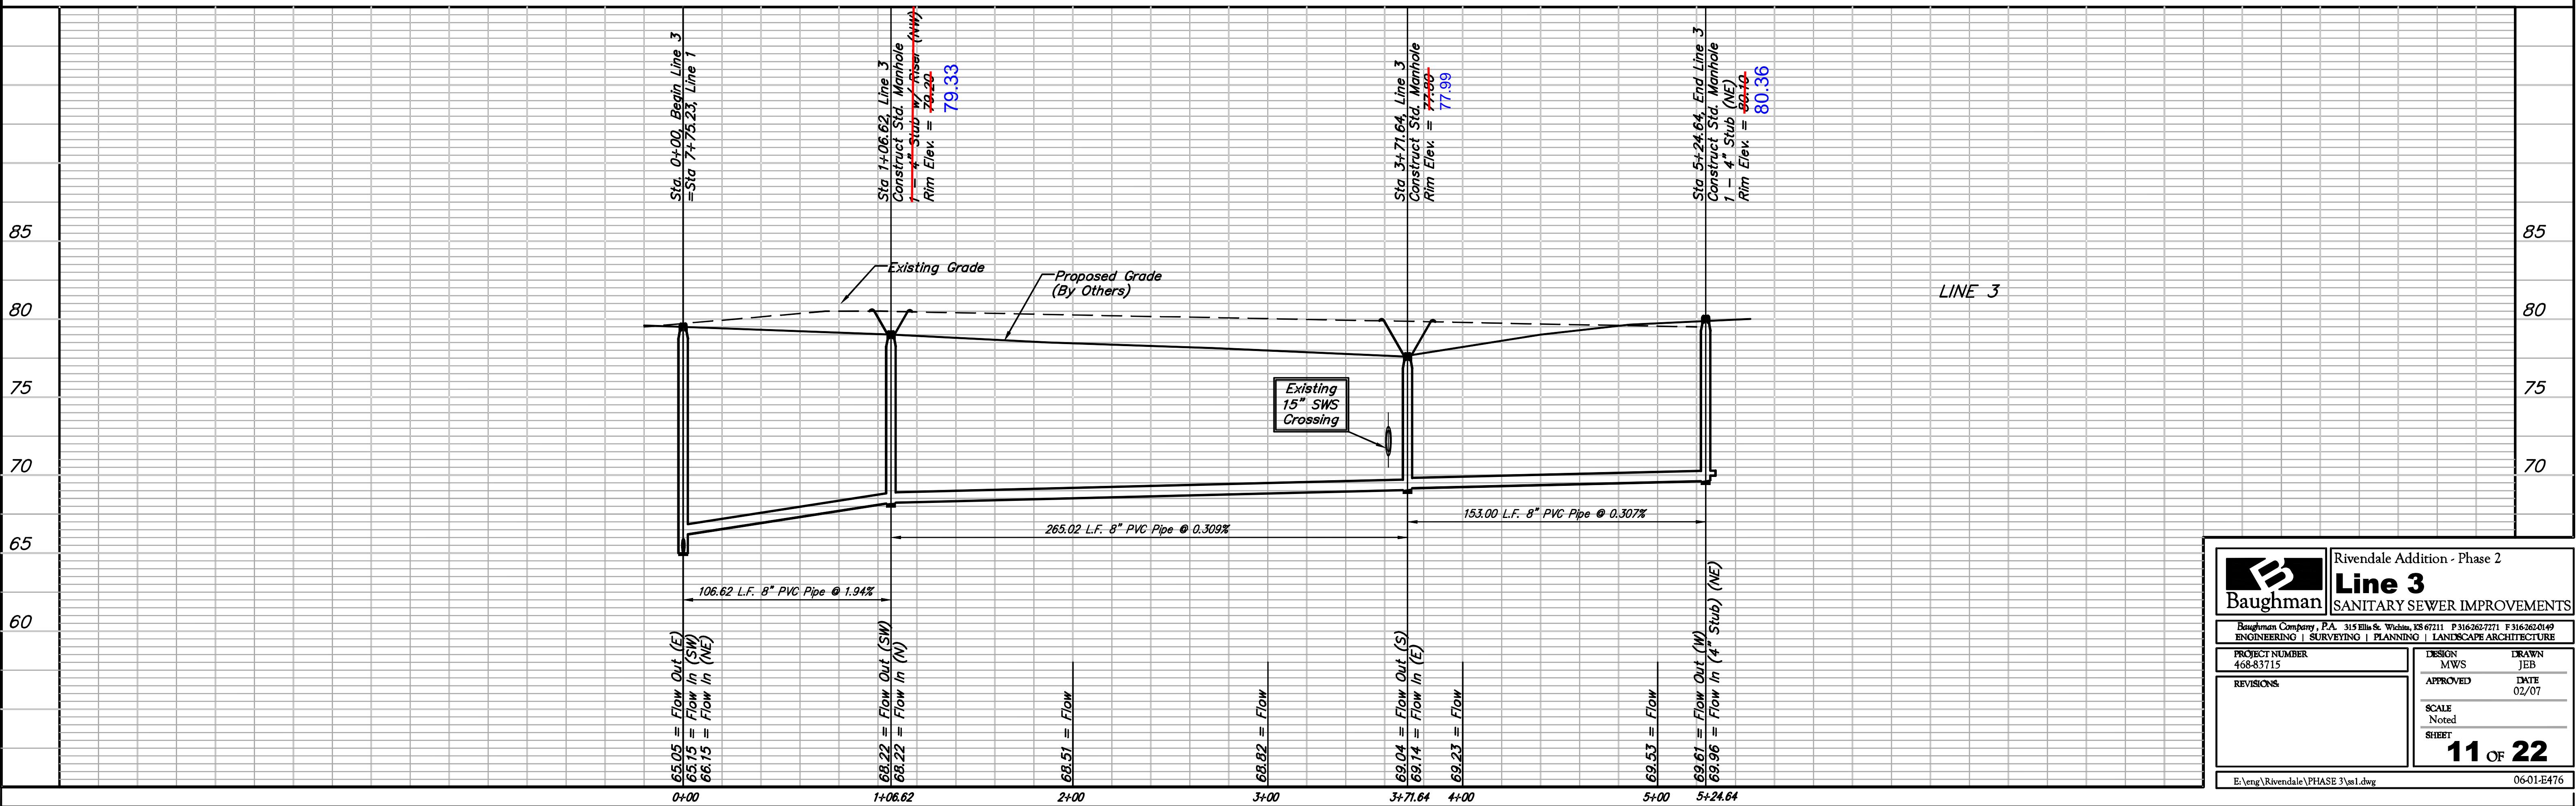 Sta. 0+00, Begin Line 3
=Sta 7+75.23, Line 1
Sta 1+06.62, Line 3
Construct Std. Manhole
1 - 4" Stub w/ Riser (NW)
Rim Elev. = 79.20
79.33
Sta 3+71.64, Line 3
Construct Std. Manhole
Rim Elev. =
77.99
Sta 5+24.64, End Line 3
Construct Std. Manhole
1 - 4" Stub (NE)
Rim Elev. = 80.10
80.36
85
85
Existing Grade
Proposed Grade
(By Others)
LINE 3
80
80
75
75
Existing
15" SWS
Crossing
70
70
65
265.02 L.F. 8" PVC Pipe @ 0.309%
153.00 L.F. 8" PVC Pipe @ 0.307%
106.62 L.F. 8" PVC Pipe @ 1.94%
60
65.05 = Flow Out (E)
65.15 = Flow In (SW)
66.15 = Flow In (NE)
68.22 = Flow Out (SW)
68.22 = Flow In (N)
68.51 = Flow
68.82 = Flow
69.04 = Flow Out (S)
69.14 = Flow In (E)
69.23 = Flow
69.53 = Flow
69.61 = Flow Out (W)
69.96 = Flow In (4" Stub) (NE)
0+00
1+06.62
2+00
3+00
3+71.64
4+00
5+00
5+24.64
Baughman
Rivendale Addition - Phase 2
Line 3
SANITARY SEWER IMPROVEMENTS
Baughman Company, P.A. 315 Ellis St. Wichita, KS 67211 P 316-262-7271 F 316-262-0149
ENGINEERING | SURVEYING | PLANNING | LANDSCAPE ARCHITECTURE
PROJECT NUMBER
468-83715
REVISIONS:
DESIGN
MWS
DRAWN
JEB
APPROVED
DATE
02/07
SCALE
Noted
SHEET
11 OF 22
E:\eng\Rivendale\PHASE 3\ss1.dwg
06-01-E476